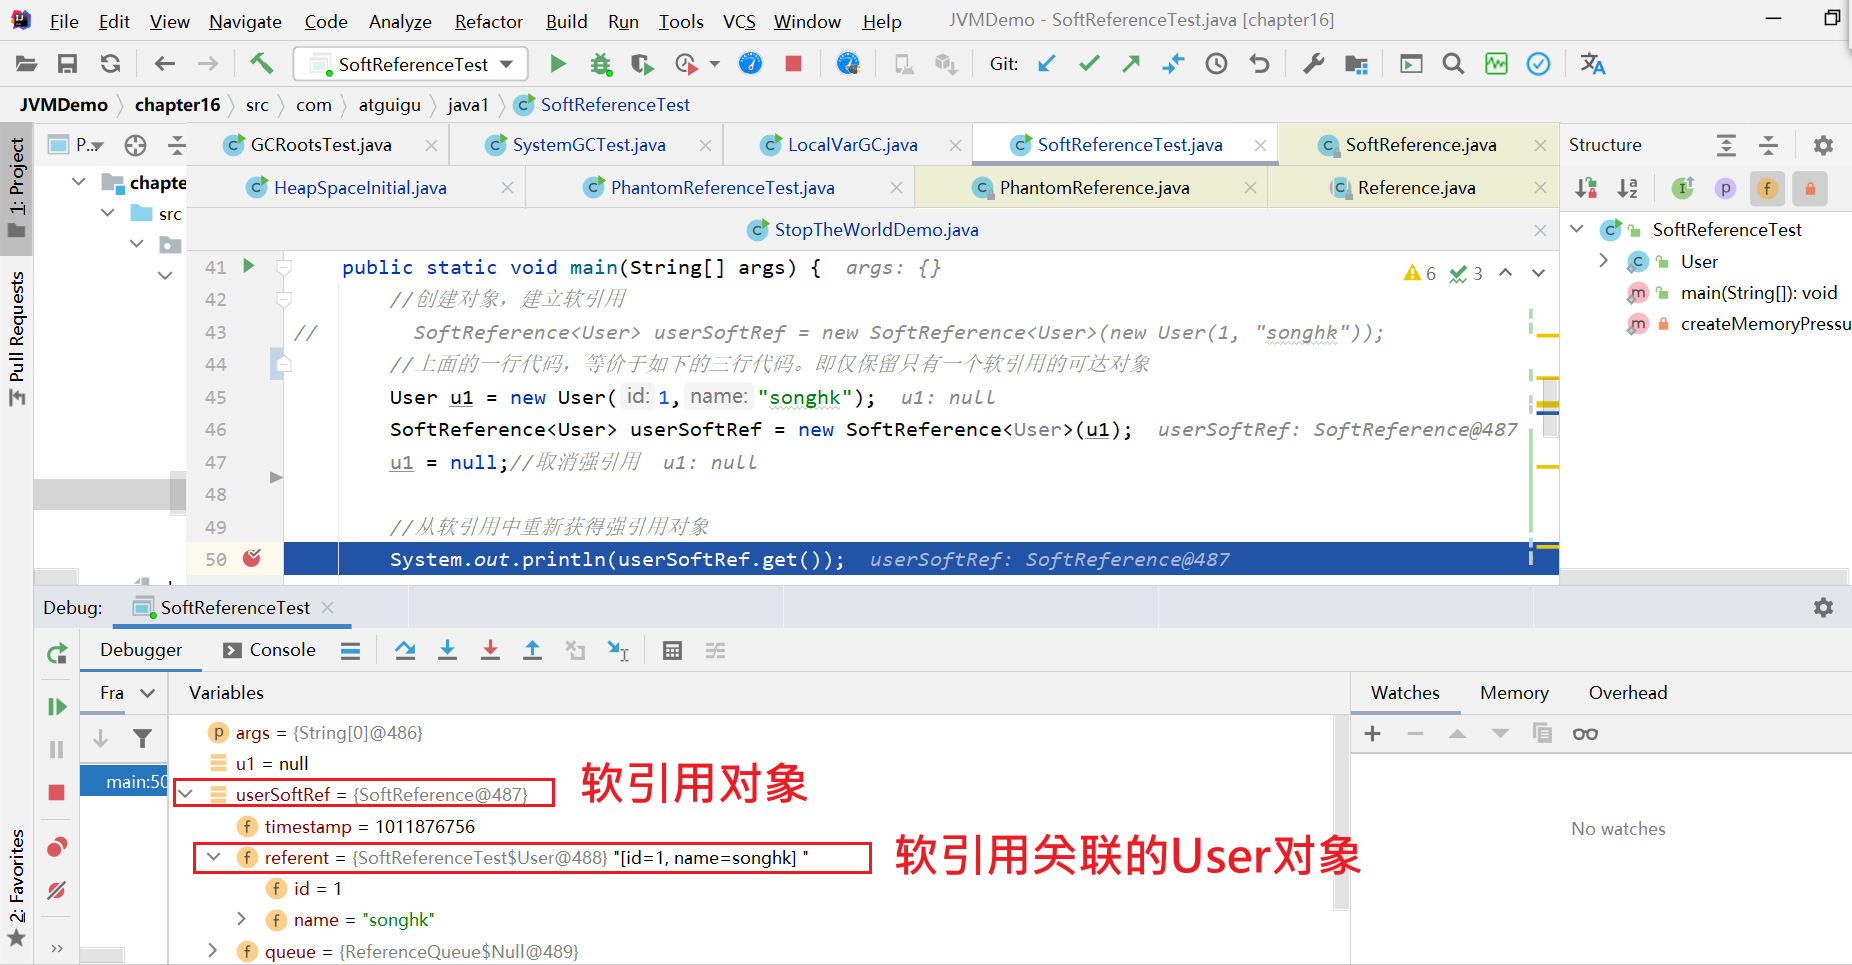 File Edit View Navigate Code Analyze Refactor Build Run Tools VCS Window Help JVMDemo - SoftReferenceTest.java [chapter16]
SoftReferenceTest Git:
JVMDemo chapter16 src com atguigu java1 SoftReferenceTest
1: Project
Pull Requests
2: Favorites
P...
GCRootsTest.java SystemGCTest.java LocalVarGC.java SoftReferenceTest.java SoftReference.java
HeapSpaceInitial.java PhantomReferenceTest.java PhantomReference.java Reference.java
StopTheWorldDemo.java
chapte
src
41 public static void main(String[] args) { args: {}
6 3
42 //创建对象，建立软引用
43 // SoftReference<User> userSoftRef = new SoftReference<User>(new User(1, "songhk"));
44 //上面的一行代码，等价于如下的三行代码。即仅保留只有一个软引用的可达对象
45 User u1 = new User( id: 1, name: "songhk"); u1: null
46 SoftReference<User> userSoftRef = new SoftReference<User>(u1); userSoftRef: SoftReference@487
47 u1 = null;//取消强引用 u1: null
48
49 //从软引用中重新获得强引用对象
50 System.out.println(userSoftRef.get()); userSoftRef: SoftReference@487
Structure
SoftReferenceTest
User
main(String[]): void
createMemoryPressu
Debug: SoftReferenceTest
Debugger Console
Fra Variables
main:50
args = {String[0]@486}
u1 = null
userSoftRef = {SoftReference@487} 软引用对象
timestamp = 1011876756
referent = {SoftReferenceTest$User@488} "[id=1, name=songhk] " 软引用关联的User对象
id = 1
name = "songhk"
queue = {ReferenceQueue$Null@489}
Watches Memory Overhead
No watches